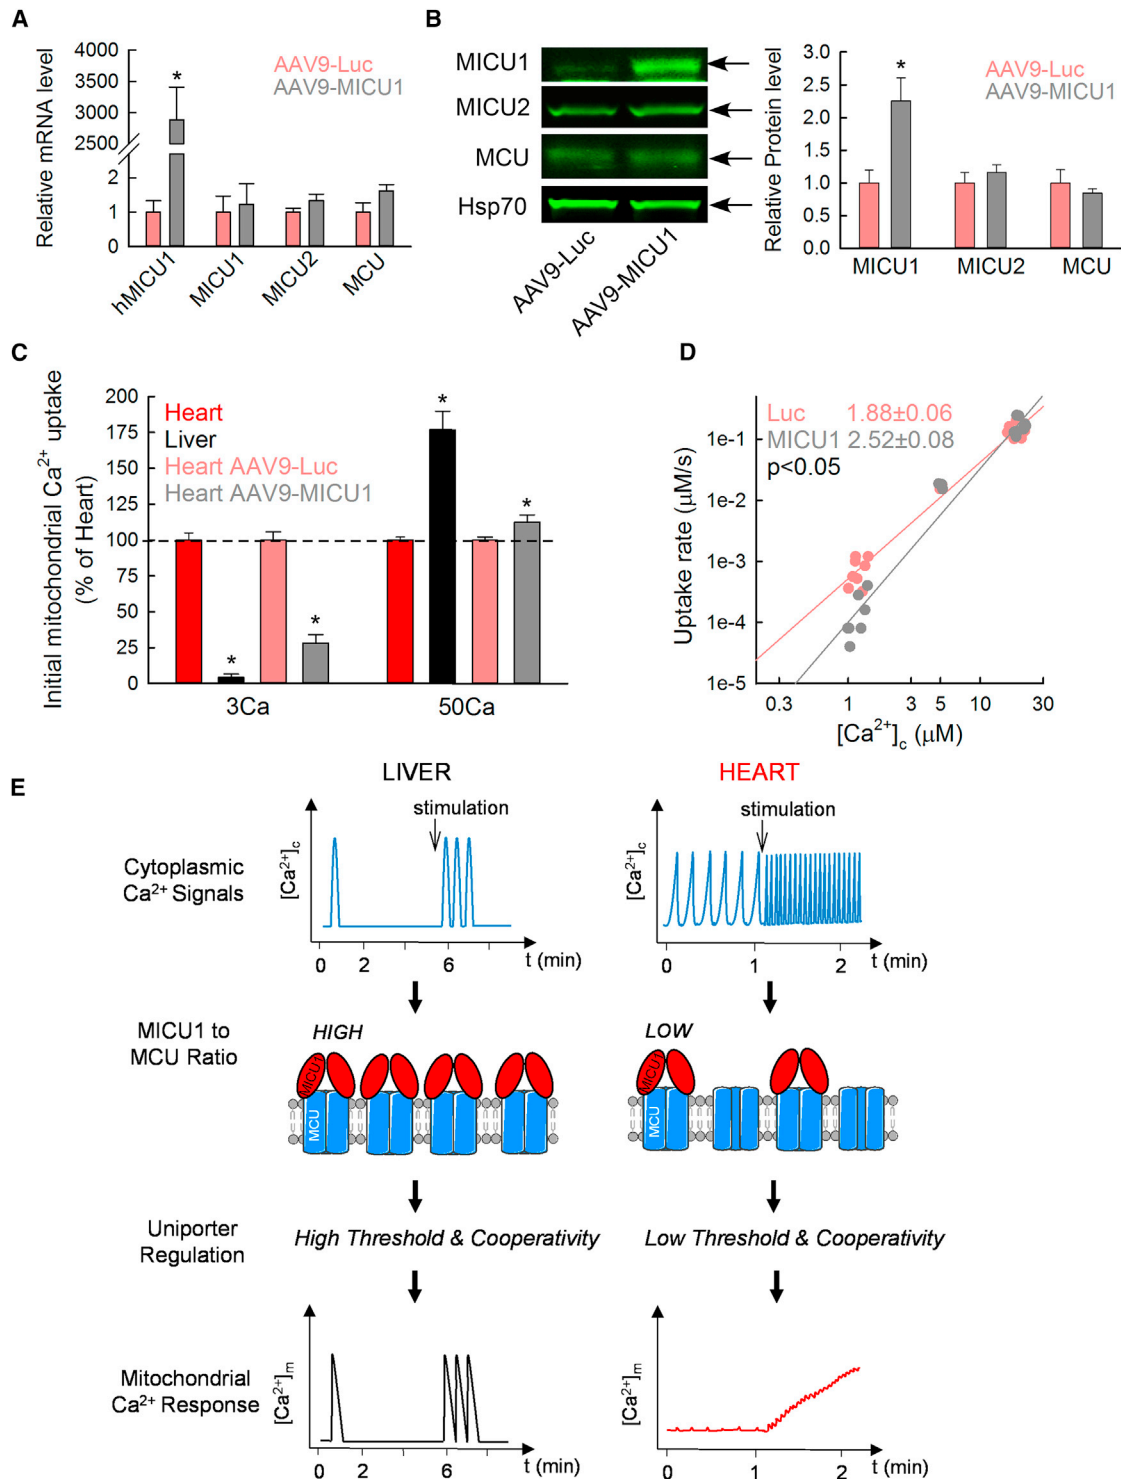 A
Relative mRNA level
4000
3500
3000
2500
2
1
0
AAV9-Luc
AAV9-MICU1
*
hMICU1
MICU1
MICU2
MCU
B
MICU1
MICU2
MCU
Hsp70
AAV9-Luc
AAV9-MICU1
Relative Protein level
3.0
2.5
2.0
1.5
1.0
0.5
0.0
*
AAV9-Luc
AAV9-MICU1
MICU1 MICU2 MCU
C
Initial mitochondrial Ca²⁺ uptake
(% of Heart)
200
175
150
125
100
75
50
25
0
Heart
Liver
Heart AAV9-Luc
Heart AAV9-MICU1
* * * *
3Ca 50Ca
D
Uptake rate (μM/s)
1e-1
1e-2
1e-3
1e-4
1e-5
Luc 1.88±0.06
MICU1 2.52±0.08
p<0.05
0.3 1 3 5 10 30
[Ca²⁺]c (μM)
E
LIVER HEART
Cytoplasmic
Ca²⁺ Signals
[Ca²⁺]c
stimulation
0 2 6 t (min)
[Ca²⁺]c
stimulation
0 1 2 t (min)
MICU1 to
MCU Ratio
HIGH
MICU1
MCU
LOW
MICU1
MCU
Uniporter
Regulation
High Threshold & Cooperativity
Low Threshold & Cooperativity
Mitochondrial
Ca²⁺ Response
[Ca²⁺]m
0 2 6 t (min)
[Ca²⁺]m
0 1 2 t (min)